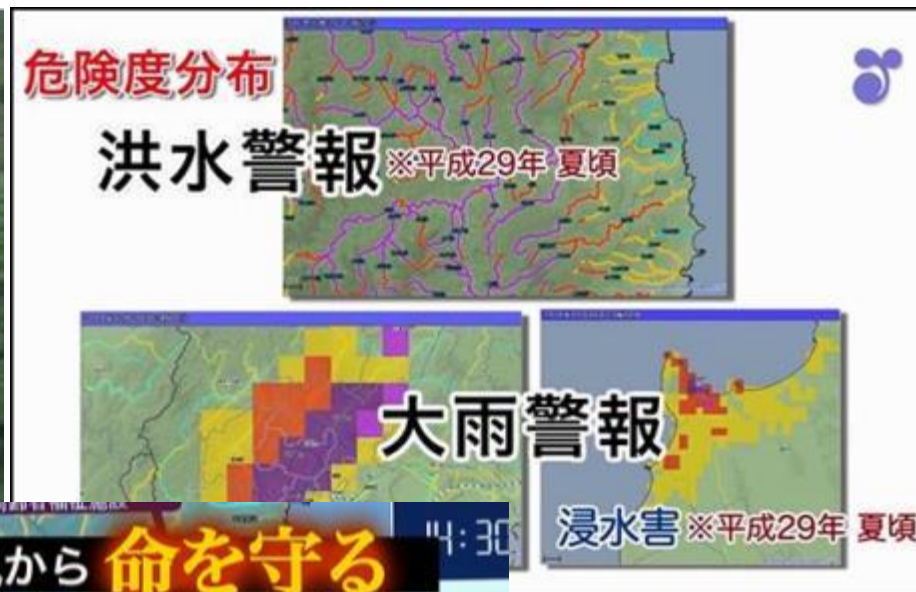 危険度分布
洪水警報 ※平成29年 夏頃
大雨警報
浸水害 ※平成29年 夏頃
から 命を守る
14:30